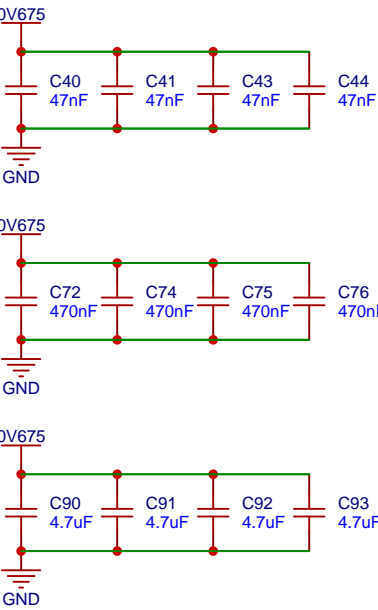 0V675
C40 C41 C43 C44
47nF 47nF 47nF 47nF
GND
0V675
C72 C74 C75 C76
470nF 470nF 470nF 470n
GND
0V675
C90 C91 C92 C93
4.7uF 4.7uF 4.7uF 4.7uF
GND